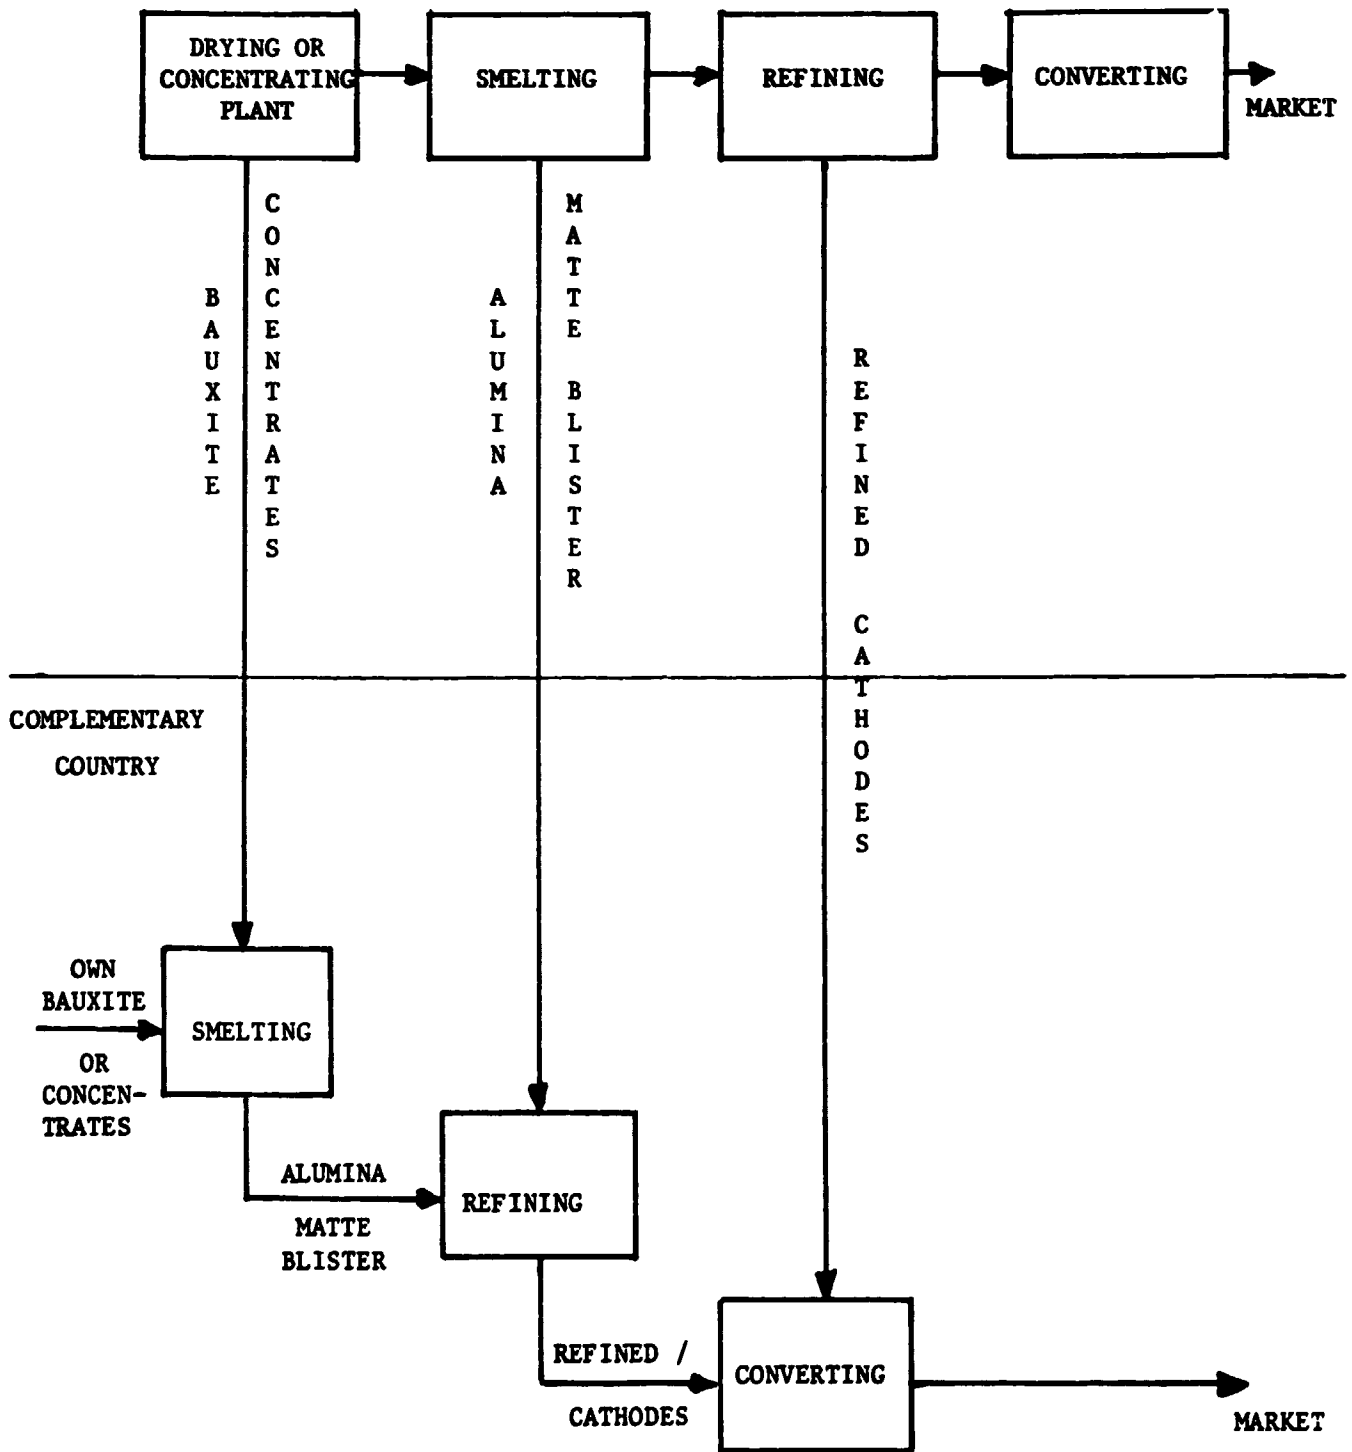 DRYING OR
CONCENTRATING
PLANT
SMELTING
REFINING
CONVERTING
MARKET
BAUXITE
CONCENTRATES
ALUMINA
MATTE BLISTER
REFINED CATHODES
COMPLEMENTARY
COUNTRY
OWN
BAUXITE
OR
CONCEN-
TRATES
SMELTING
ALUMINA
MATTE
BLISTER
REFINING
REFINED /
CATHODES
CONVERTING
MARKET